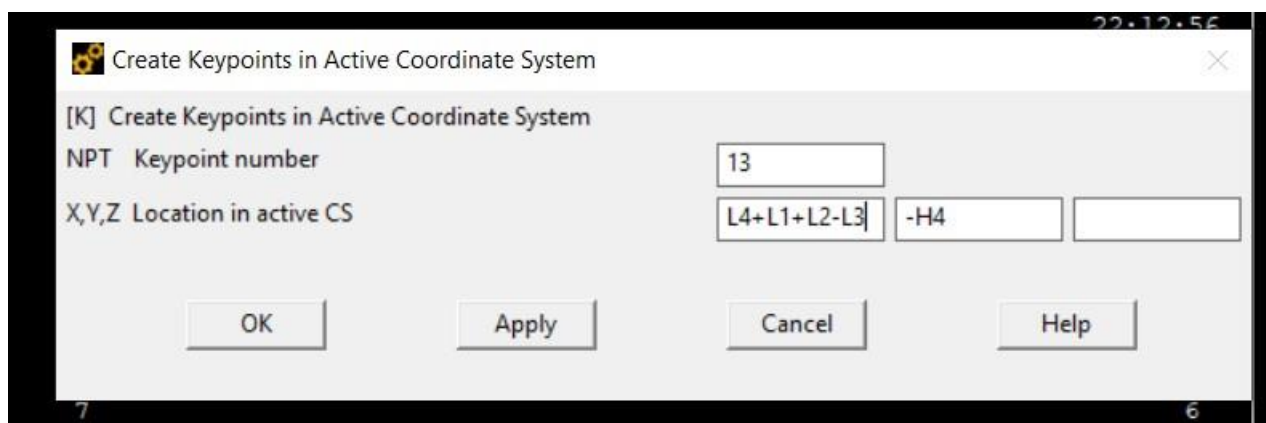 22:12:56
Create Keypoints in Active Coordinate System
[K] Create Keypoints in Active Coordinate System
NPT Keypoint number 13
X,Y,Z Location in active CS L4+L1+L2-L3 -H4
OK Apply Cancel Help
7 6